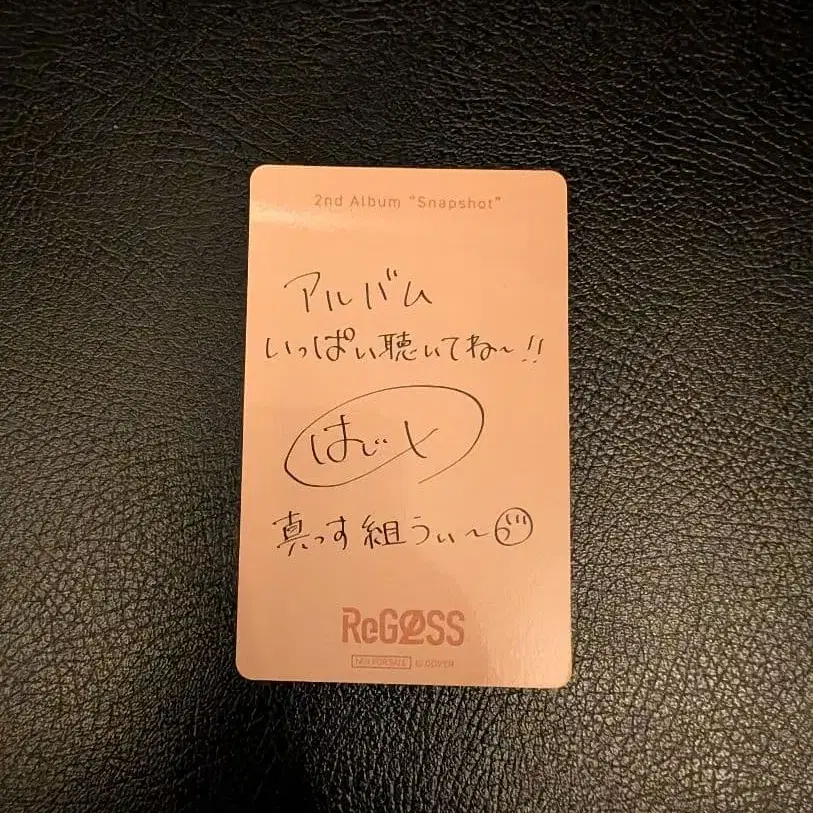 2nd Album "Snapshot"
アルバム
いっぱい聴いてね〜!!
はじめ
真っす組うぃ〜
ReGLOSS
NOT FOR SALE © COVER